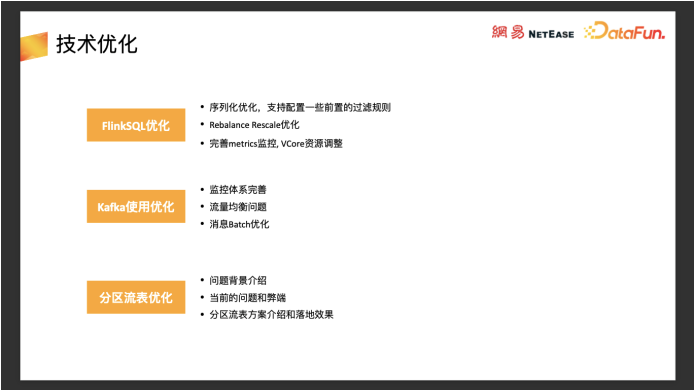 技术优化
網易 NETEASE
DataFun.
FlinkSQL优化
• 序列化优化，支持配置一些前置的过滤规则
• Rebalance Rescale优化
• 完善metrics监控, VCore资源调整
Kafka使用优化
• 监控体系完善
• 流量均衡问题
• 消息Batch优化
分区流表优化
• 问题背景介绍
• 当前的问题和弊端
• 分区流表方案介绍和落地效果